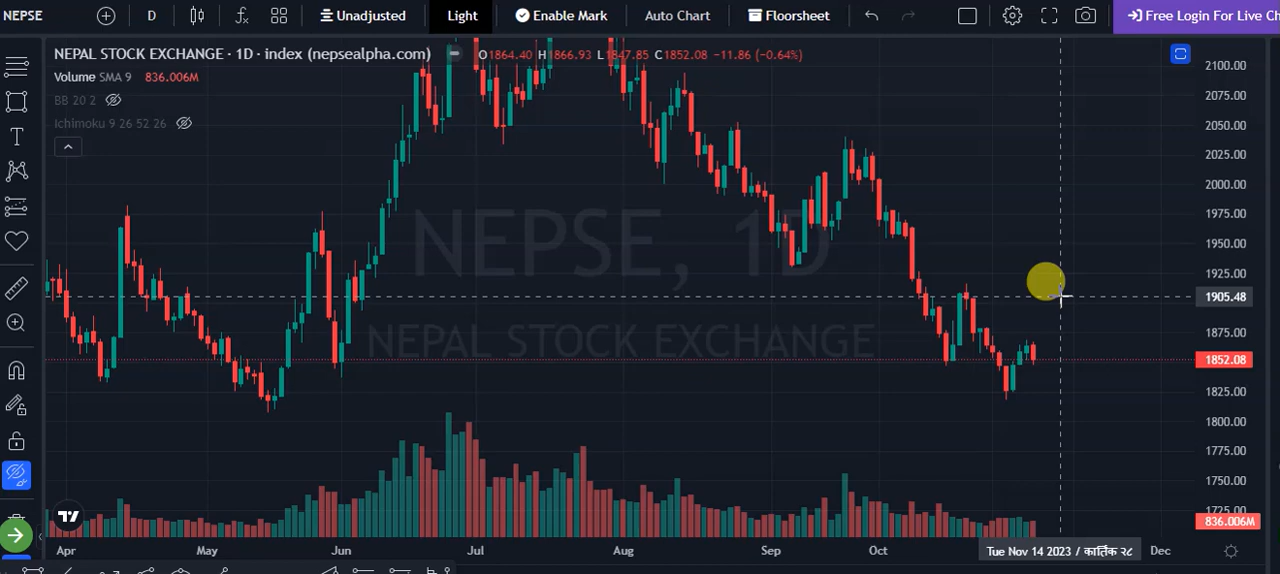 NEPSE D Unadjusted Light Enable Mark Auto Chart Floorsheet Free Login For Live Ch
NEPAL STOCK EXCHANGE · 1D · index (nepsealpha.com) O1864.40 H1866.93 L1847.85 C1852.08 −11.86 (−0.64%)
Volume SMA 9 836.006M
BB 20 2
Ichimoku 9 26 52 26
NEPSE, 1D
NEPAL STOCK EXCHANGE
2100.00
2075.00
2050.00
2025.00
2000.00
1975.00
1950.00
1925.00
1905.48
1875.00
1852.08
1825.00
1800.00
1775.00
1750.00
1725.00
836.006M
Apr May Jun Jul Aug Sep Oct Tue Nov 14 2023 / कार्तिक २८ Dec